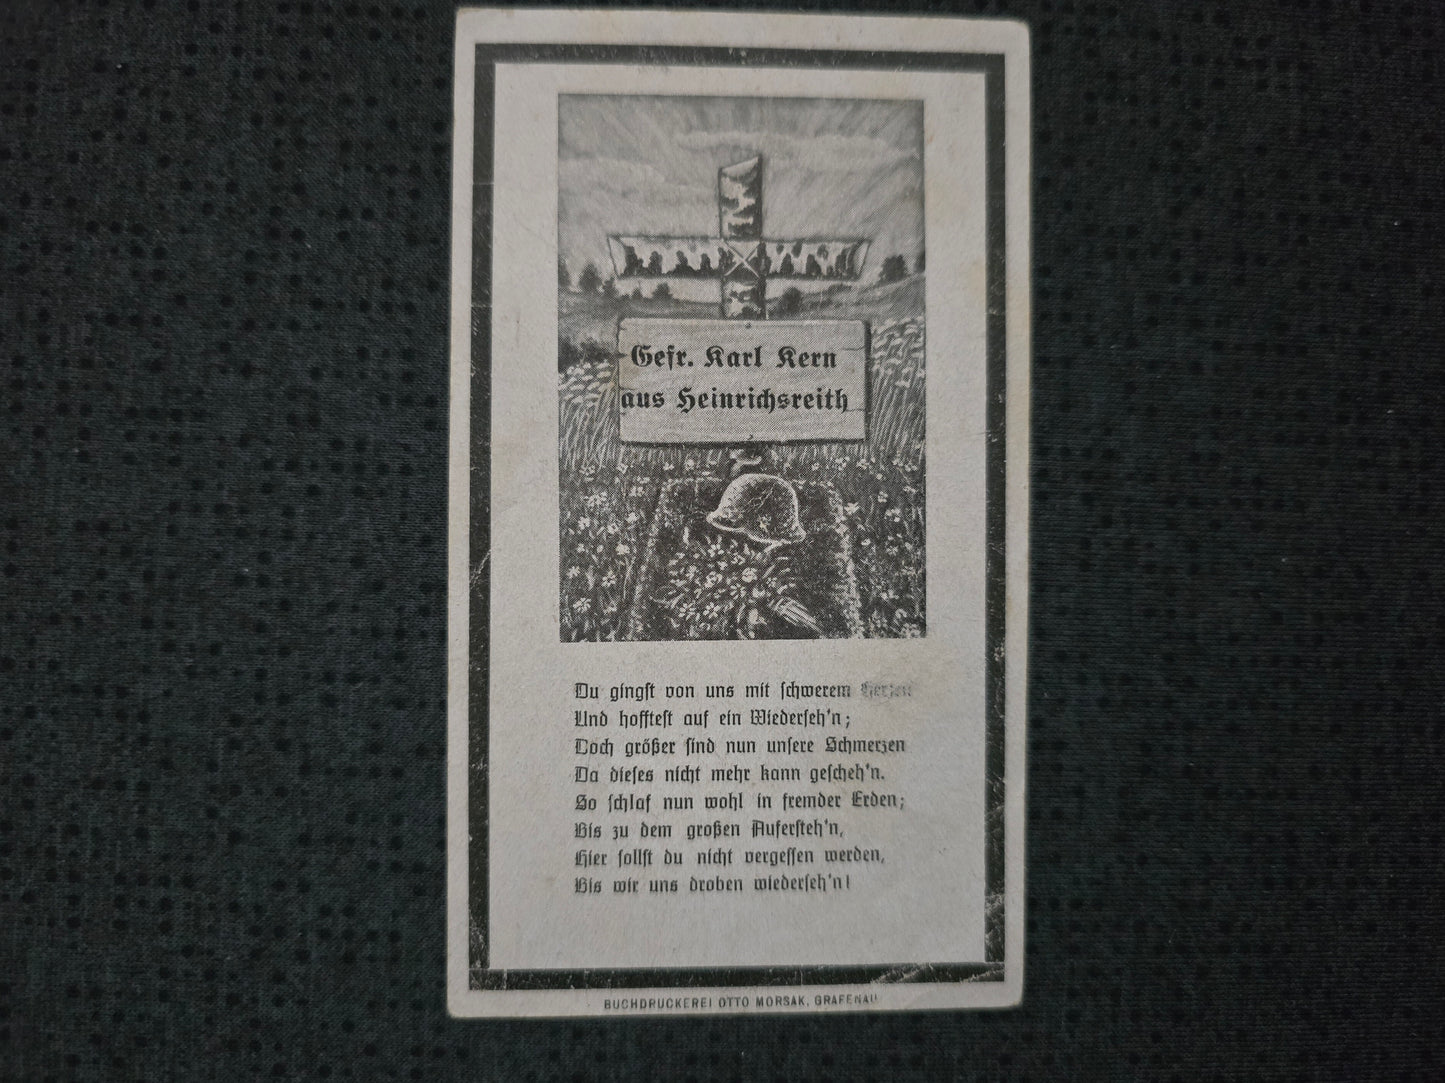 Gefr. Karl Kern
aus Heinrichsreith
Du gingſt von uns mit ſchwerem Herzen
Und hoffteſt auf ein Wiederſeh'n;
Doch größer ſind nun unſere Schmerzen
Da dieſes nicht mehr kann geſcheh'n.
So ſchlaf nun wohl in fremder Erden;
Bis zu dem großen Auferſteh'n,
Hier ſollſt du nicht vergeſſen werden,
Bis wir uns droben wiederſeh'n!
BUCHDRUCKEREI OTTO MORSAK, GRAFENAU